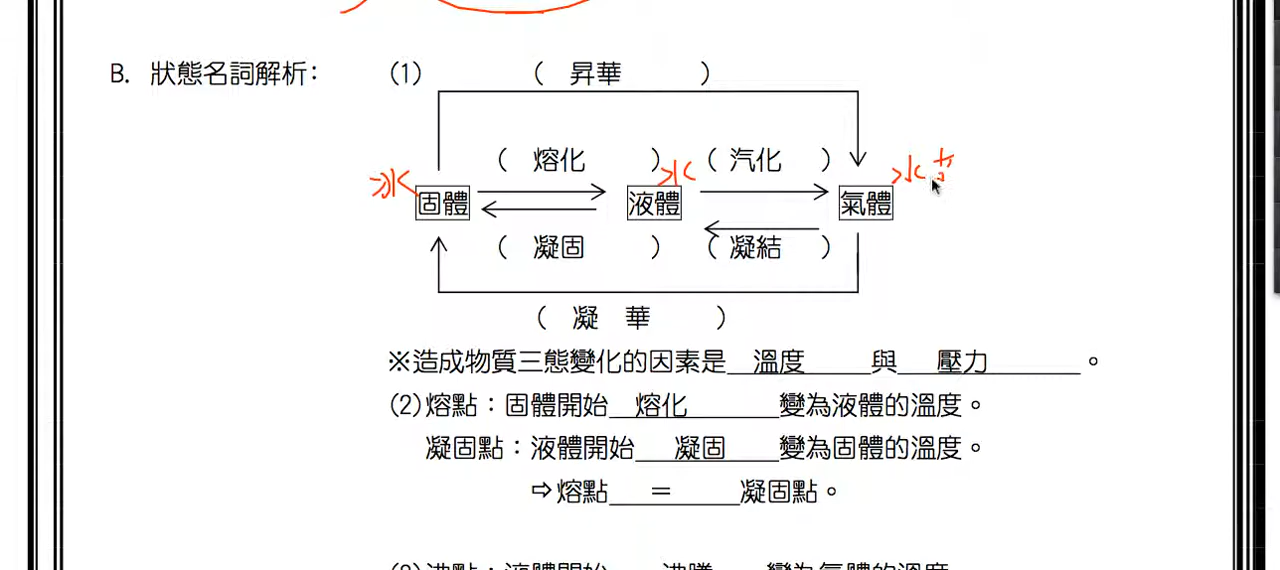 B. 狀態名詞解析： (1) ( 昇華 )
( 熔化 ) ( 汽化 )
冰 水 水
固體 液體 氣體
( 凝固 ) ( 凝結 )
( 凝 華 )
※造成物質三態變化的因素是 溫度 與 壓力 。
(2)熔點：固體開始 熔化 變為液體的溫度。
凝固點：液體開始 凝固 變為固體的溫度。
⇨熔點 = 凝固點。